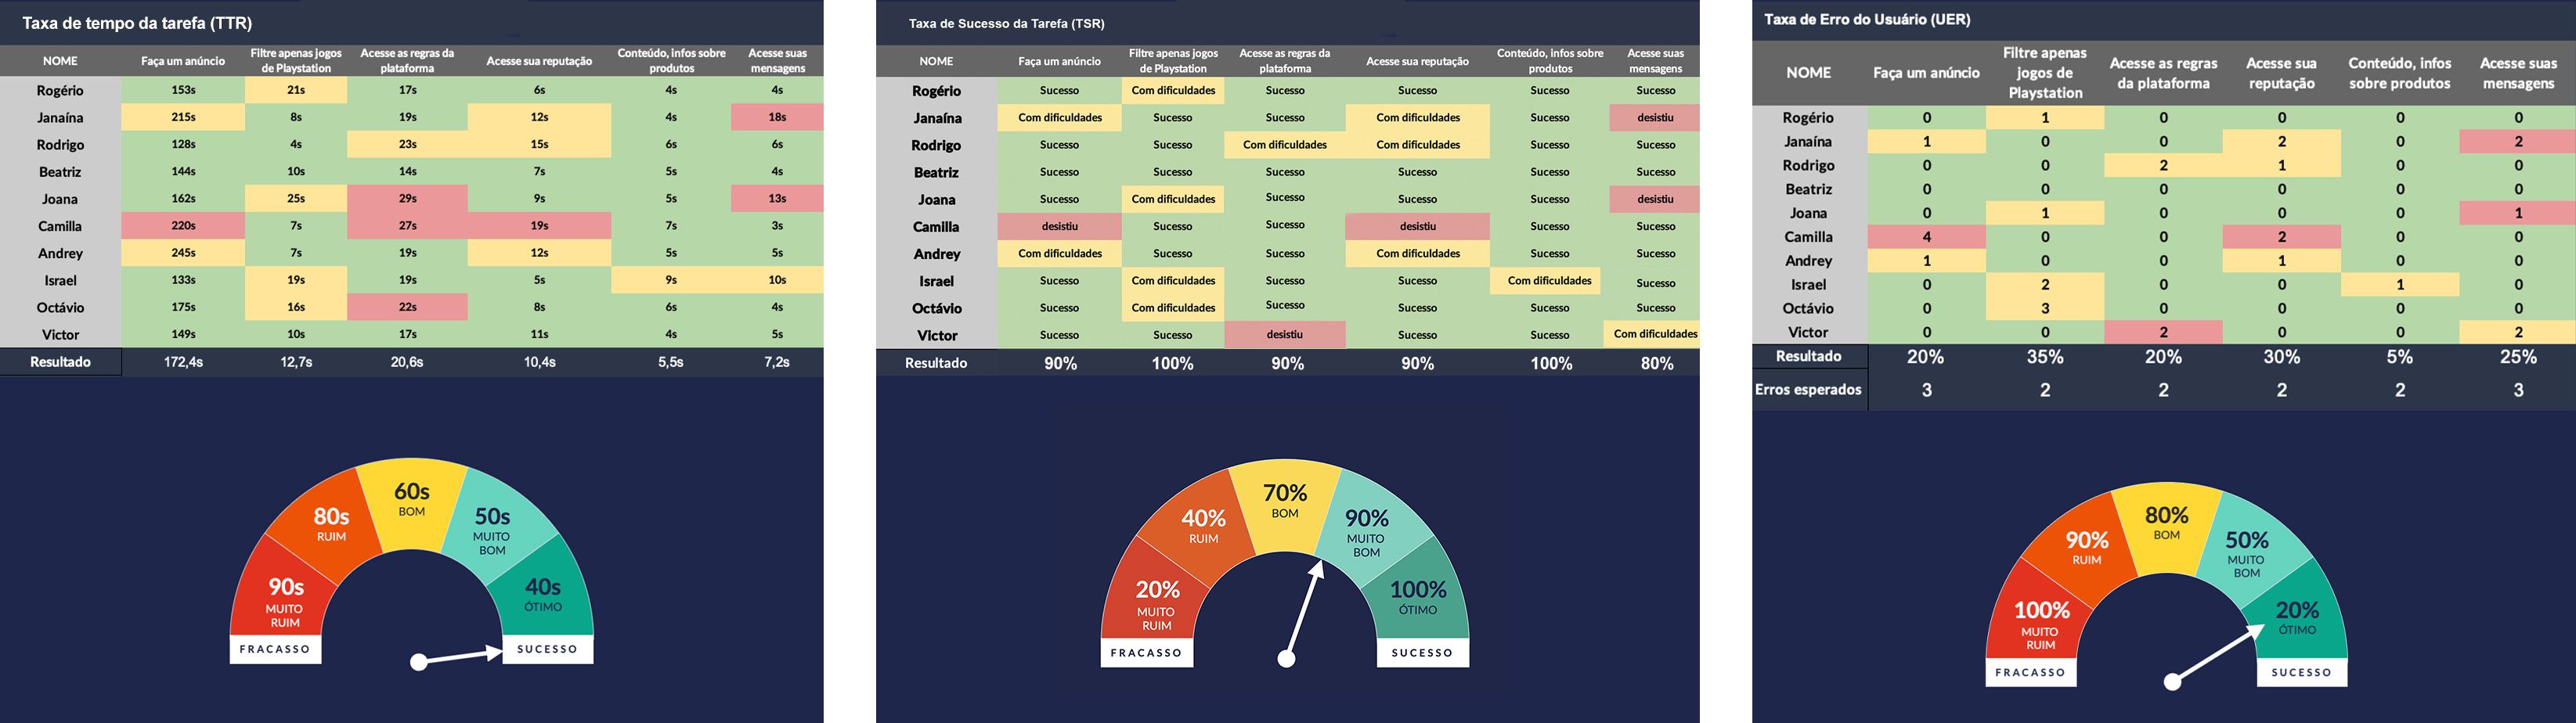 Taxa de tempo da tarefa (TTR)
NOME Faça um anúncio Filtre apenas jogos de Playstation Acesse as regras da plataforma Acesse sua reputação Conteúdo, infos sobre produtos Acesse suas mensagens
Rogério 153s 21s 17s 6s 4s 4s
Janaína 215s 8s 19s 12s 4s 18s
Rodrigo 128s 4s 23s 15s 6s 6s
Beatriz 144s 10s 14s 7s 5s 4s
Joana 162s 25s 29s 9s 5s 13s
Camilla 220s 7s 27s 19s 7s 3s
Andrey 245s 7s 19s 12s 5s 5s
Israel 133s 19s 19s 5s 9s 10s
Octávio 175s 16s 22s 8s 6s 4s
Victor 149s 10s 17s 11s 4s 5s
Resultado 172,4s 12,7s 20,6s 10,4s 5,5s 7,2s
90s
MUITO
RUIM
80s
RUIM
60s
BOM
50s
MUITO
BOM
40s
ÓTIMO
FRACASSO
SUCESSO
Taxa de Sucesso da Tarefa (TSR)
NOME Faça um anúncio Filtre apenas jogos de Playstation Acesse as regras da plataforma Acesse sua reputação Conteúdo, infos sobre produtos Acesse suas mensagens
Rogério Sucesso Com dificuldades Sucesso Sucesso Sucesso Sucesso
Janaína Com dificuldades Sucesso Sucesso Com dificuldades Sucesso desistiu
Rodrigo Sucesso Sucesso Com dificuldades Com dificuldades Sucesso Sucesso
Beatriz Sucesso Sucesso Sucesso Sucesso Sucesso Sucesso
Joana Sucesso Com dificuldades Sucesso Sucesso Sucesso desistiu
Camilla desistiu Sucesso Sucesso desistiu Sucesso Sucesso
Andrey Com dificuldades Sucesso Sucesso Com dificuldades Sucesso Sucesso
Israel Sucesso Com dificuldades Sucesso Sucesso Com dificuldades Sucesso
Octávio Sucesso Com dificuldades Sucesso Sucesso Sucesso Sucesso
Victor Sucesso Sucesso desistiu Sucesso Sucesso Com dificuldades
Resultado 90% 100% 90% 90% 100% 80%
20%
MUITO
RUIM
40%
RUIM
70%
BOM
90%
MUITO
BOM
100%
ÓTIMO
FRACASSO
SUCESSO
Taxa de Erro do Usuário (UER)
NOME Faça um anúncio Filtre apenas jogos de Playstation Acesse as regras da plataforma Acesse sua reputação Conteúdo, infos sobre produtos Acesse suas mensagens
Rogério 0 1 0 0 0 0
Janaína 1 0 0 2 0 2
Rodrigo 0 0 2 1 0 0
Beatriz 0 0 0 0 0 0
Joana 0 1 0 0 0 1
Camilla 4 0 0 2 0 0
Andrey 1 0 0 1 0 0
Israel 0 2 0 0 1 0
Octávio 0 3 0 0 0 0
Victor 0 0 2 0 0 2
Resultado 20% 35% 20% 30% 5% 25%
Erros esperados 3 2 2 2 2 3
100%
MUITO
RUIM
90%
RUIM
80%
BOM
50%
MUITO
BOM
20%
ÓTIMO
FRACASSO
SUCESSO